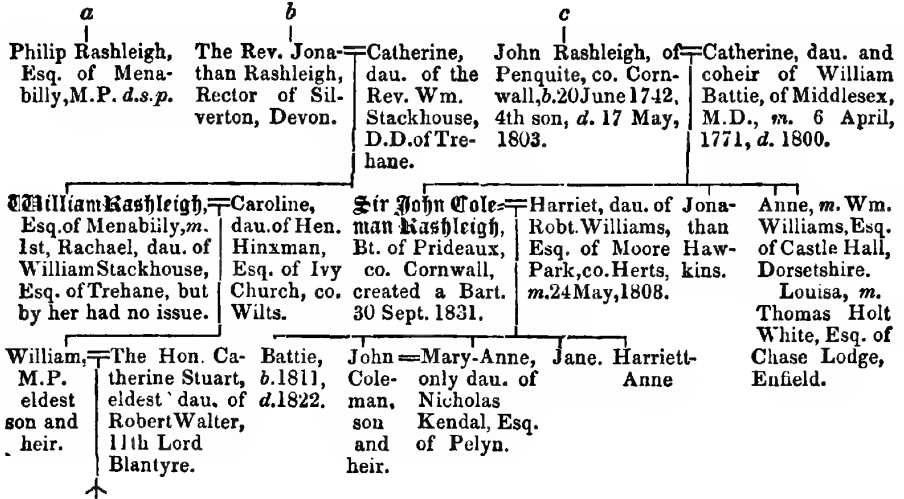 a
b
c
Philip Rashleigh,
Esq. of Mena-
billy, M.P. d.s.p.
The Rev. Jona-
than Rashleigh,
Rector of Sil-
verton, Devon.
Catherine,
dau. of the
Rev. Wm.
Stackhouse,
D.D. of Tre-
hane.
John Rashleigh, of
Penquite, co. Corn-
wall, b. 20 June 1742,
4th son, d. 17 May,
1803.
Catherine, dau. and
coheir of William
Battie, of Middlesex,
M.D., m. 6 April,
1771, d. 1800.
William Rashleigh,
Esq. of Menabiily, m.
1st, Rachael, dau. of
William Stackhouse,
Esq. of Trehane, but
by her had no issue.
Caroline,
dau. of Hen.
Hinxman,
Esq. of Ivy
Church, co.
Wilts.
Sir John Cole-
man Rashleigh,
Bt. of Prideaux,
co. Cornwall,
created a Bart.
30 Sept. 1831.
Harriet, dau. of
Robt. Williams,
Esq. of Moore
Park, co. Herts,
m. 24 May, 1808.
Jona-
than
Haw-
kins.
Anne, m. Wm.
Williams, Esq.
of Castle Hall,
Dorsetshire.
Louisa, m.
Thomas Holt
White, Esq. of
Chase Lodge,
Enfield.
William,
M.P.
eldest
son and
heir.
The Hon. Ca-
therine Stuart,
eldest dau. of
Robert Walter,
11th Lord
Blantyre.
Battie,
b. 1811,
d. 1822.
John
Cole-
man,
son
and
heir.
Mary-Anne,
only dau. of
Nicholas
Kendal, Esq.
of Pelyn.
Jane.
Harriett-
Anne